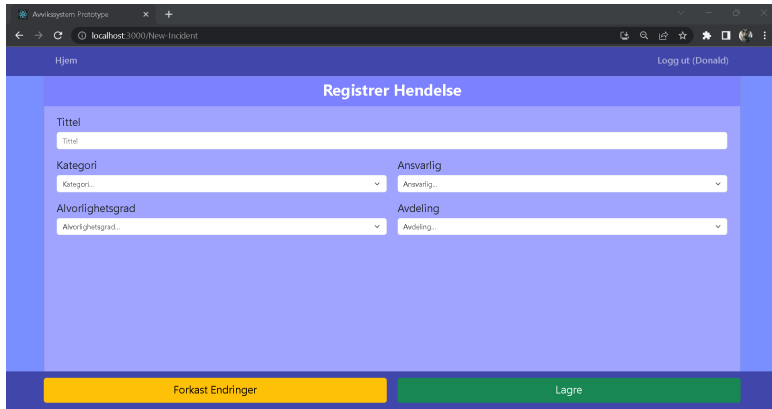 Avvikssystem Prototype
localhost:3000/New-Incident
Hjem Logg ut (Donald)
Registrer Hendelse
Tittel
Tittel
Kategori Ansvarlig
Kategori... Ansvarlig...
Alvorlighetsgrad Avdeling
Alvorlighetsgrad... Avdeling...
Forkast Endringer Lagre